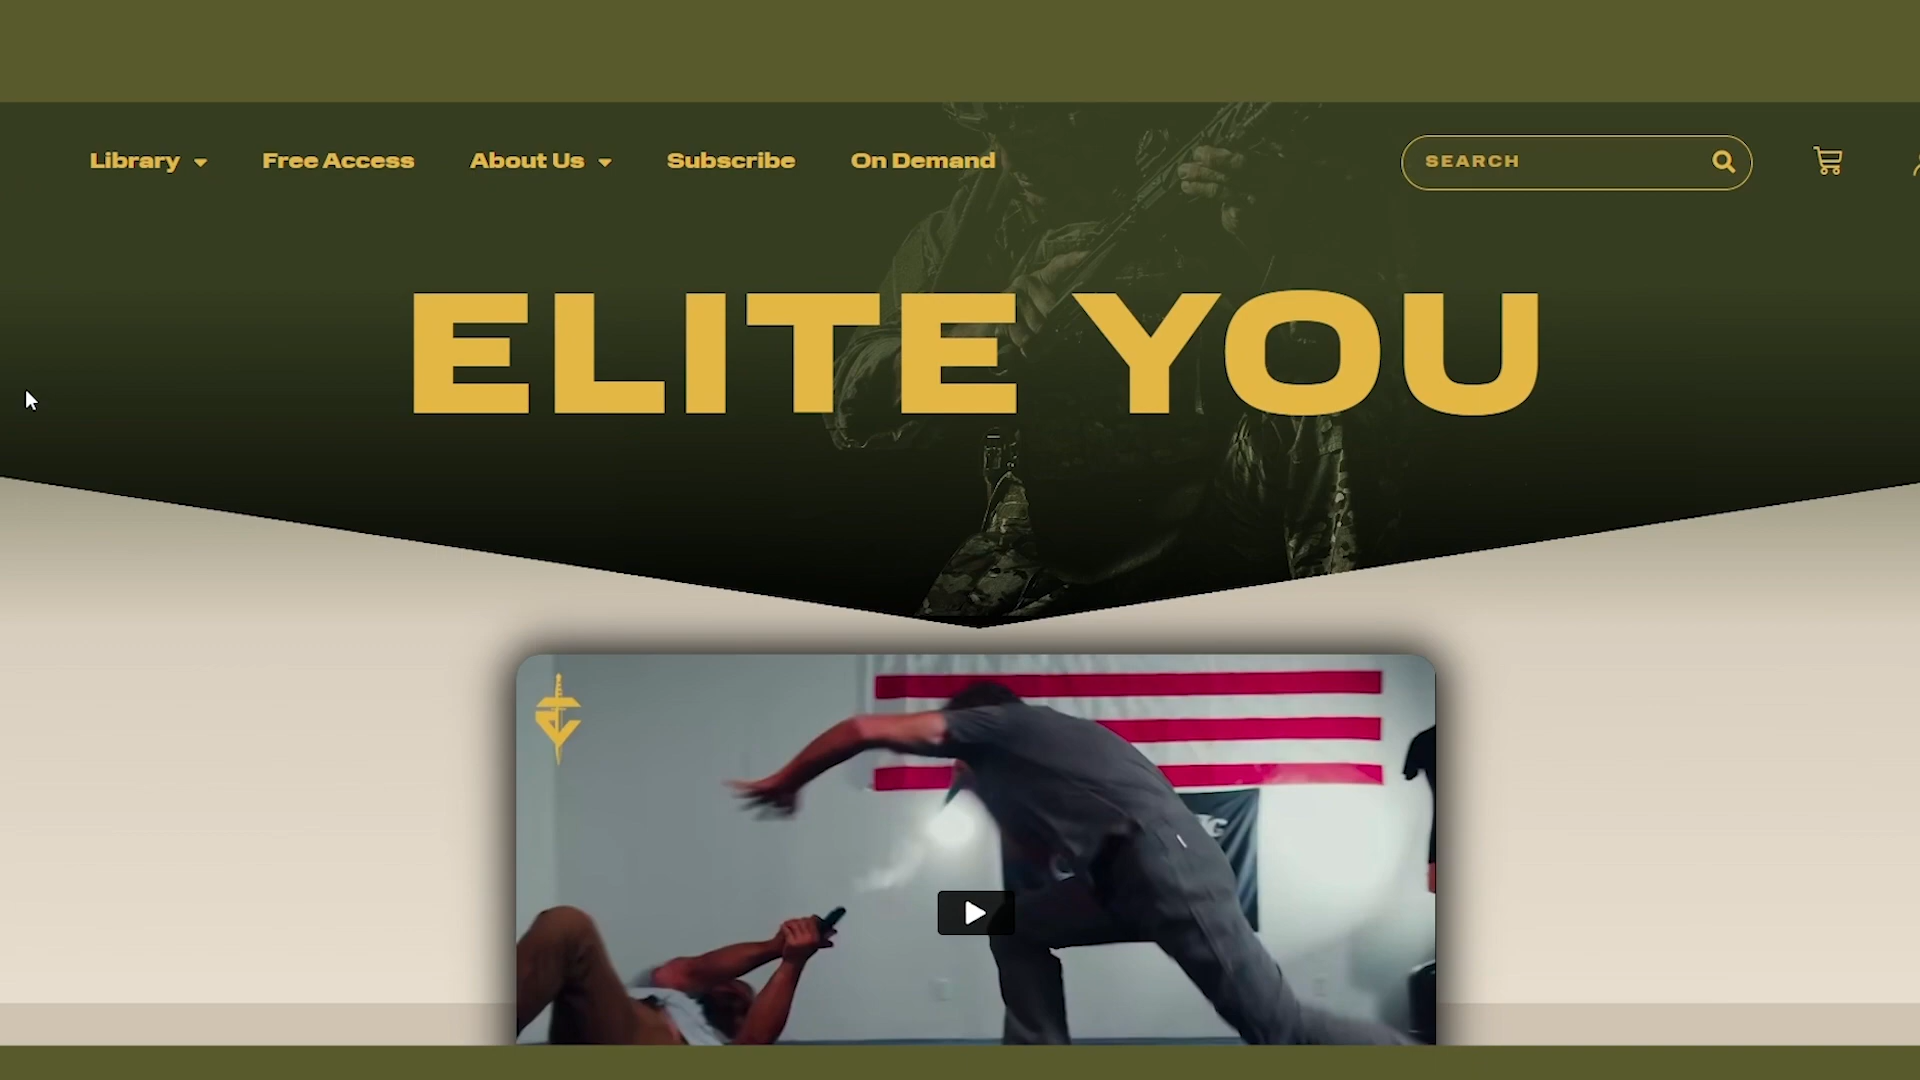 Library
Free Access
About Us
Subscribe
On Demand
SEARCH
ELITE YOU